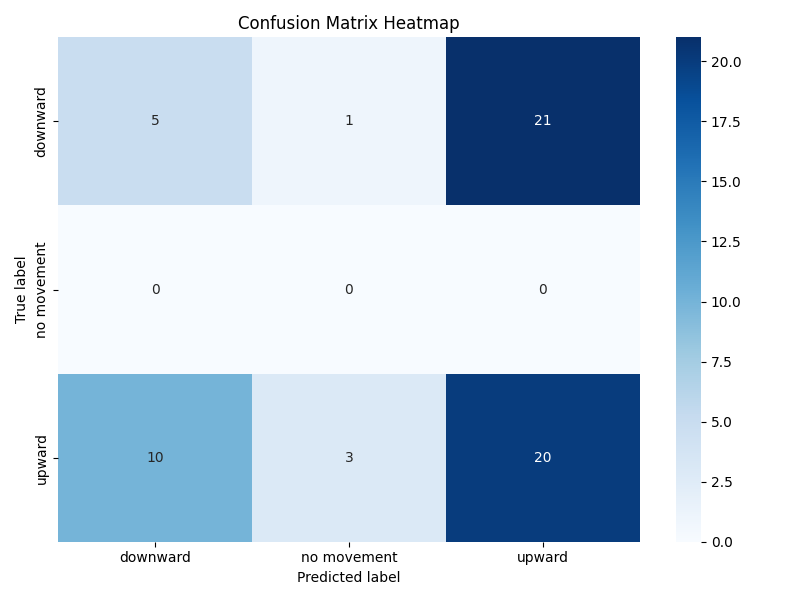 Confusion Matrix Heatmap
downward
5
1
21
True label
no movement
0
0
0
upward
10
3
20
downward
no movement
upward
Predicted label
20.0
17.5
15.0
12.5
10.0
7.5
5.0
2.5
0.0